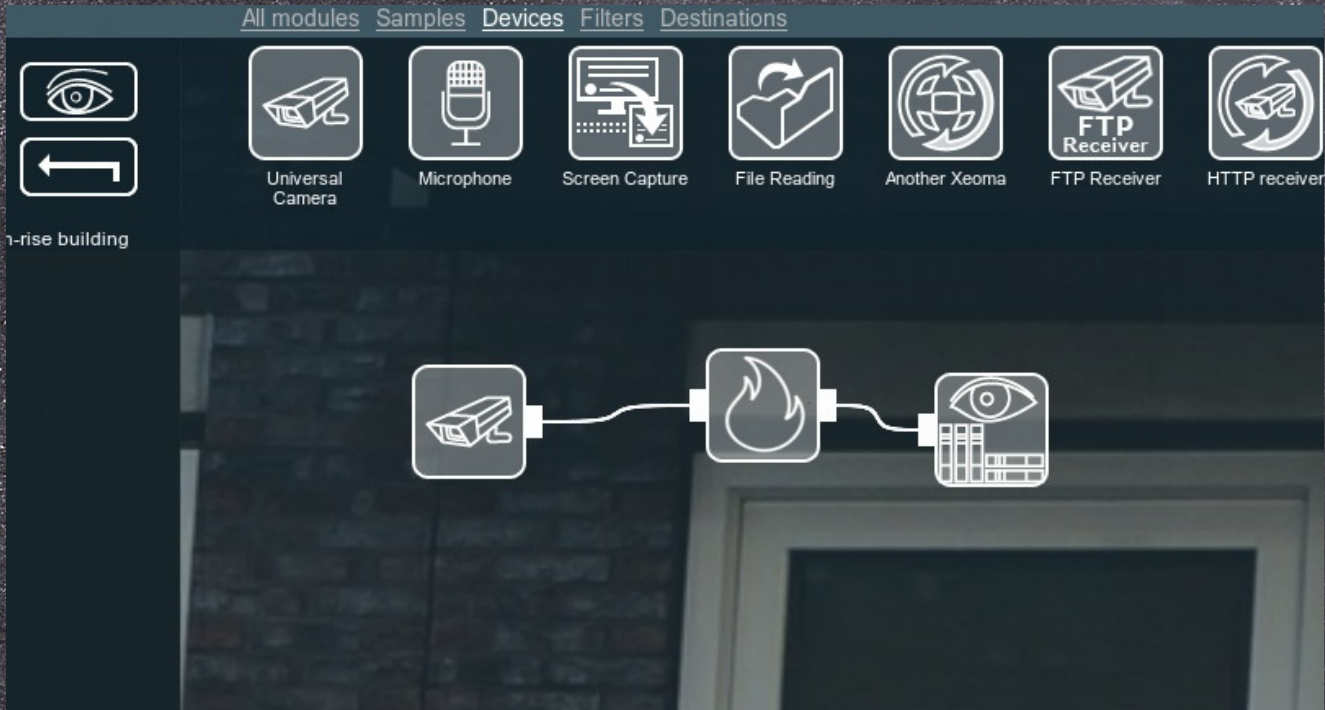 All modules Samples Devices Filters Destinations
FTP
Receiver
Universal
Camera
Microphone
Screen Capture
File Reading
Another Xeoma
FTP Receiver
HTTP receiver
-rise building